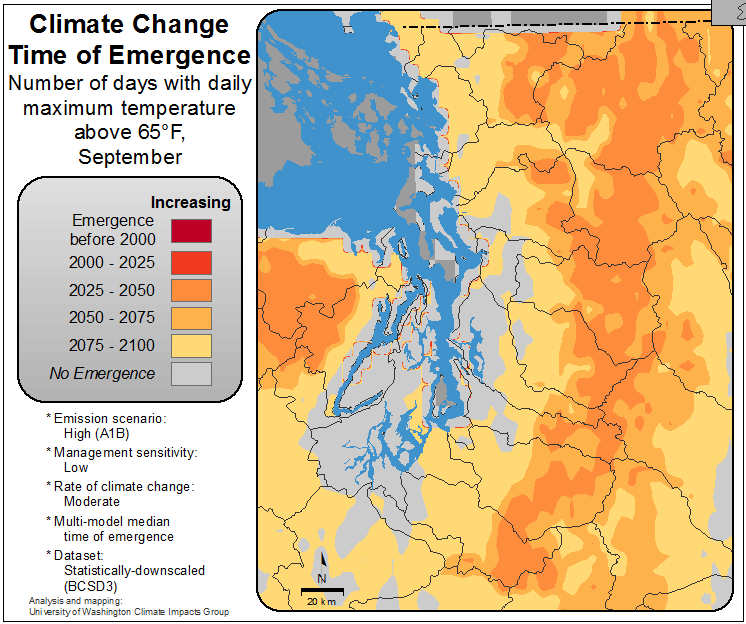 Climate Change
Time of Emergence
Number of days with daily
maximum temperature
above 65°F,
September
Increasing
Emergence
before 2000
2000 - 2025
2025 - 2050
2050 - 2075
2075 - 2100
No Emergence
* Emission scenario:
High (A1B)
* Management sensitivity:
Low
* Rate of climate change:
Moderate
* Multi-model median
time of emergence
* Dataset:
Statistically-downscaled
(BCSD3)
Analysis and mapping:
University of Washington Climate Impacts Group
N
20 km